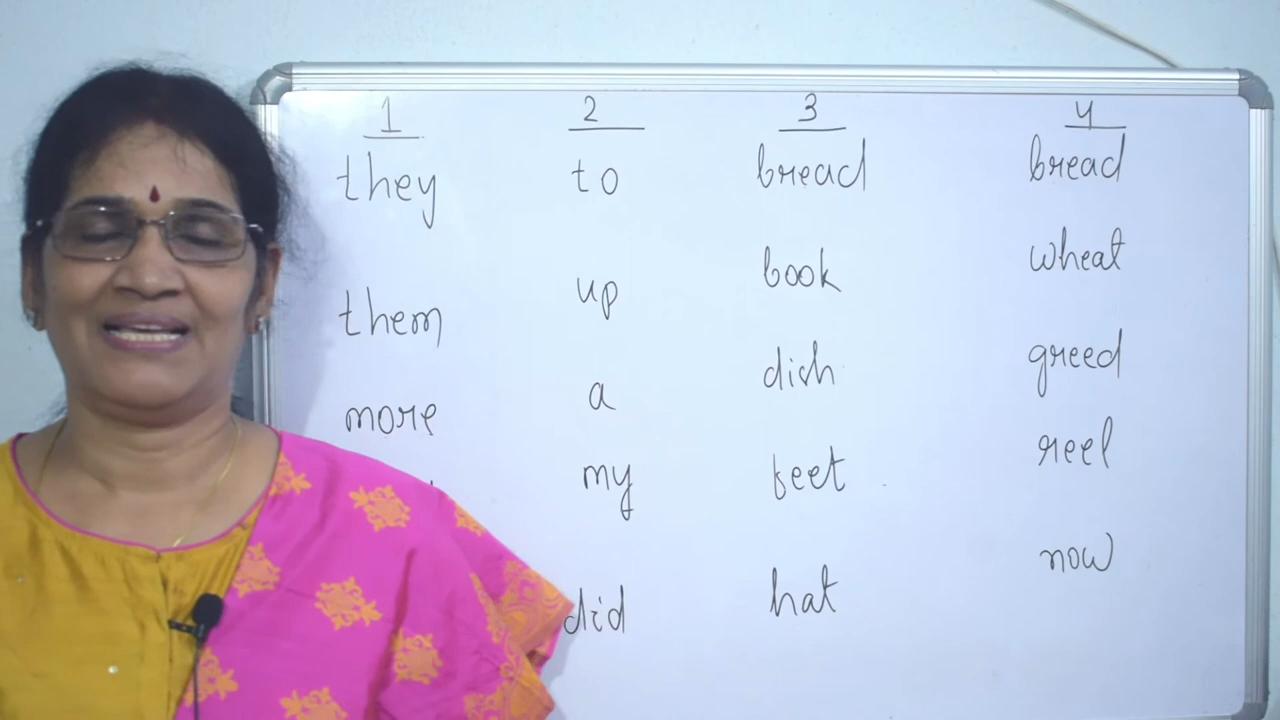 1 2 3 4
they to bread bread
up book wheat
them a dish greed
more my feet reel
did hat now